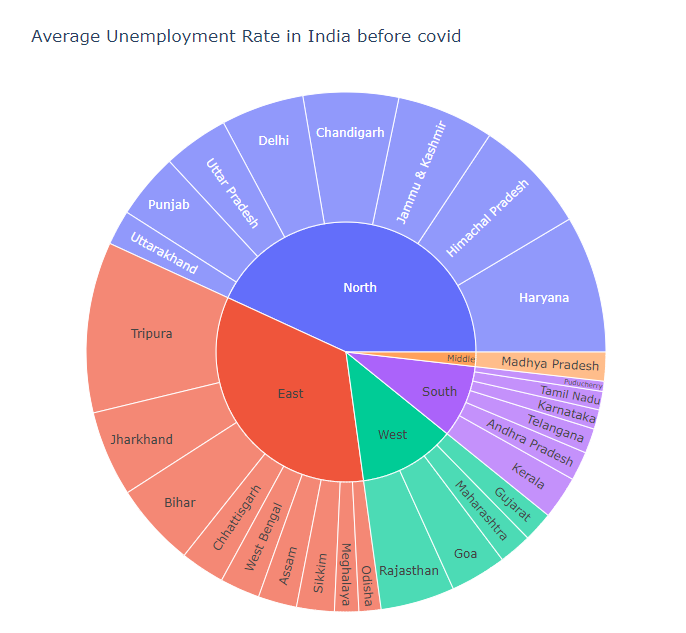 Average Unemployment Rate in India before covid
Chandigarh
Delhi
Jammu & Kashmir
Uttar Pradesh
Himachal Pradesh
Punjab
Uttarakhand
North
Haryana
Tripura
Middle
Madhya Pradesh
Puducherry
East
South
Tamil Nadu
Karnataka
Telangana
West
Andhra Pradesh
Jharkhand
Kerala
Bihar
Gujarat
Chhattisgarh
Maharashtra
West Bengal
Goa
Assam
Sikkim
Meghalaya
Odisha
Rajasthan